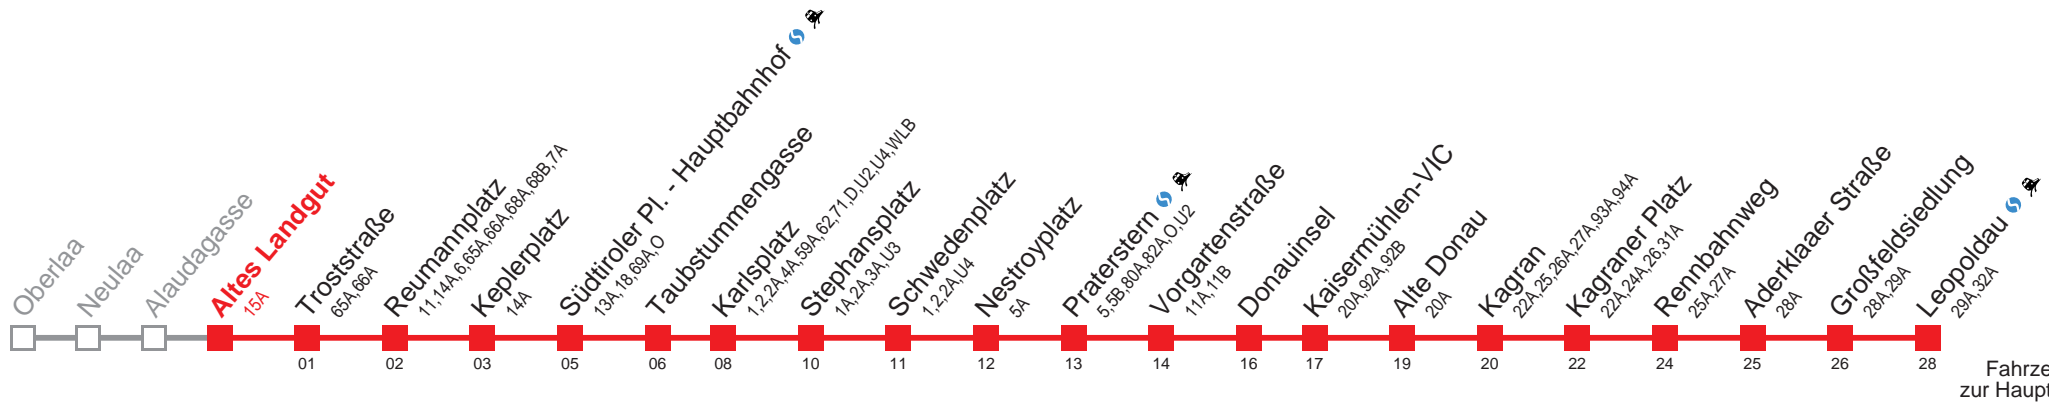 Oberlaa
Neulaa
Alaudagasse
Altes Landgut
15A
Troststraße
65A,66A
Reumannplatz
11,14A,6,65A,66A,68A,68B,7A
Keplerplatz
14A
Südtiroler Pl. - Hauptbahnhof
13A,18,69A,O
Taubstummengasse
Karlsplatz
1,2,2A,4A,59A,62,71,D,U2,U4,WLB
Stephansplatz
1A,2A,3A,U3
Schwedenplatz
1,2,2A,U4
Nestroyplatz
5A
Praterstern
5,5B,80A,82A,O,U2
Vorgartenstraße
11A,11B
Donauinsel
Kaisermühlen-VIC
20A,92A,92B
Alte Donau
20A
Kagran
22A,25,26A,27A,93A,94A
Kagraner Platz
22A,24A,26,31A
Rennbahnweg
25A,27A
Aderklaaer Straße
28A
Großfeldsiedlung
28A,29A
Leopoldau
29A,32A
01 02 03 05 06 08 10 11 12 13 14 16 17 19 20 22 24 25 26 28
Fahrze
zur Haupt